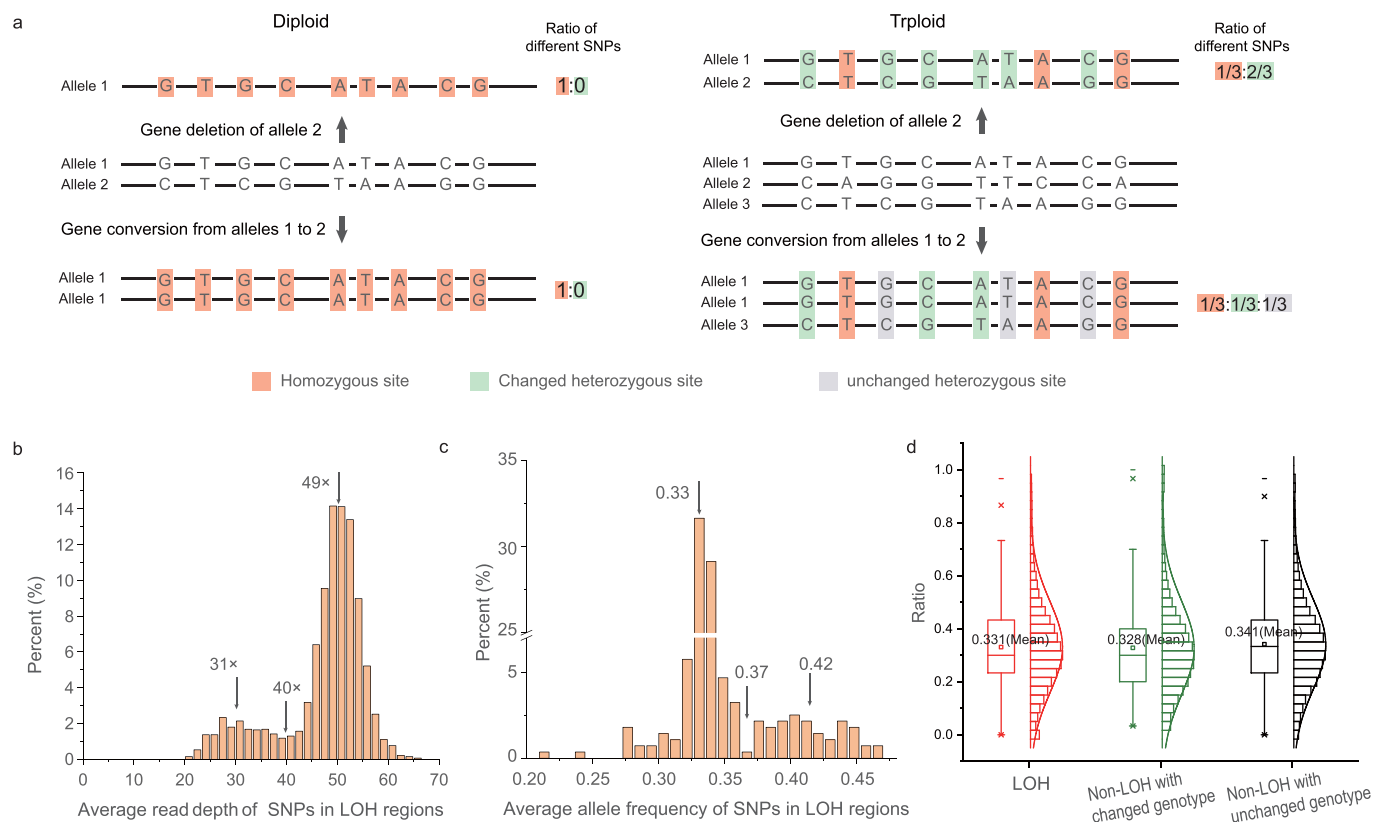 a
Diploid
Ratio of
different SNPs
Allele 1 G T G C A T A C G 1:0
Gene deletion of allele 2
Allele 1 G T G C A T A C G
Allele 2 C T C G T A A G G
Gene conversion from alleles 1 to 2
Allele 1 G T G C A T A C G
Allele 1 G T G C A T A C G
1:0
Trploid
Ratio of
different SNPs
Allele 1 G T G C A T A C G
Allele 2 C T C G T A A G G
1/3:2/3
Gene deletion of allele 2
Allele 1 G T G C A T A C G
Allele 2 C A G G T T C C A
Allele 3 C T C G T A A G G
Gene conversion from alleles 1 to 2
Allele 1 G T G C A T A C G
Allele 1 G T G C A T A C G
Allele 3 C T C G T A A G G
1/3:1/3:1/3
Homozygous site
Changed heterozygous site
unchanged heterozygous site
b
Percent (%)
16
14
12
10
8
6
4
2
0
31×
40×
49×
0 10 20 30 40 50 60 70
Average read depth of SNPs in LOH regions
c
Percent (%)
35
30
25
5
0
0.33
0.37
0.42
0.20 0.25 0.30 0.35 0.40 0.45
Average allele frequency of SNPs in LOH regions
d
Ratio
1.0
0.8
0.6
0.4
0.2
0.0
0.331(Mean)
0.328(Mean)
0.341(Mean)
LOH
Non-LOH with
changed genotype
Non-LOH with
unchanged genotype